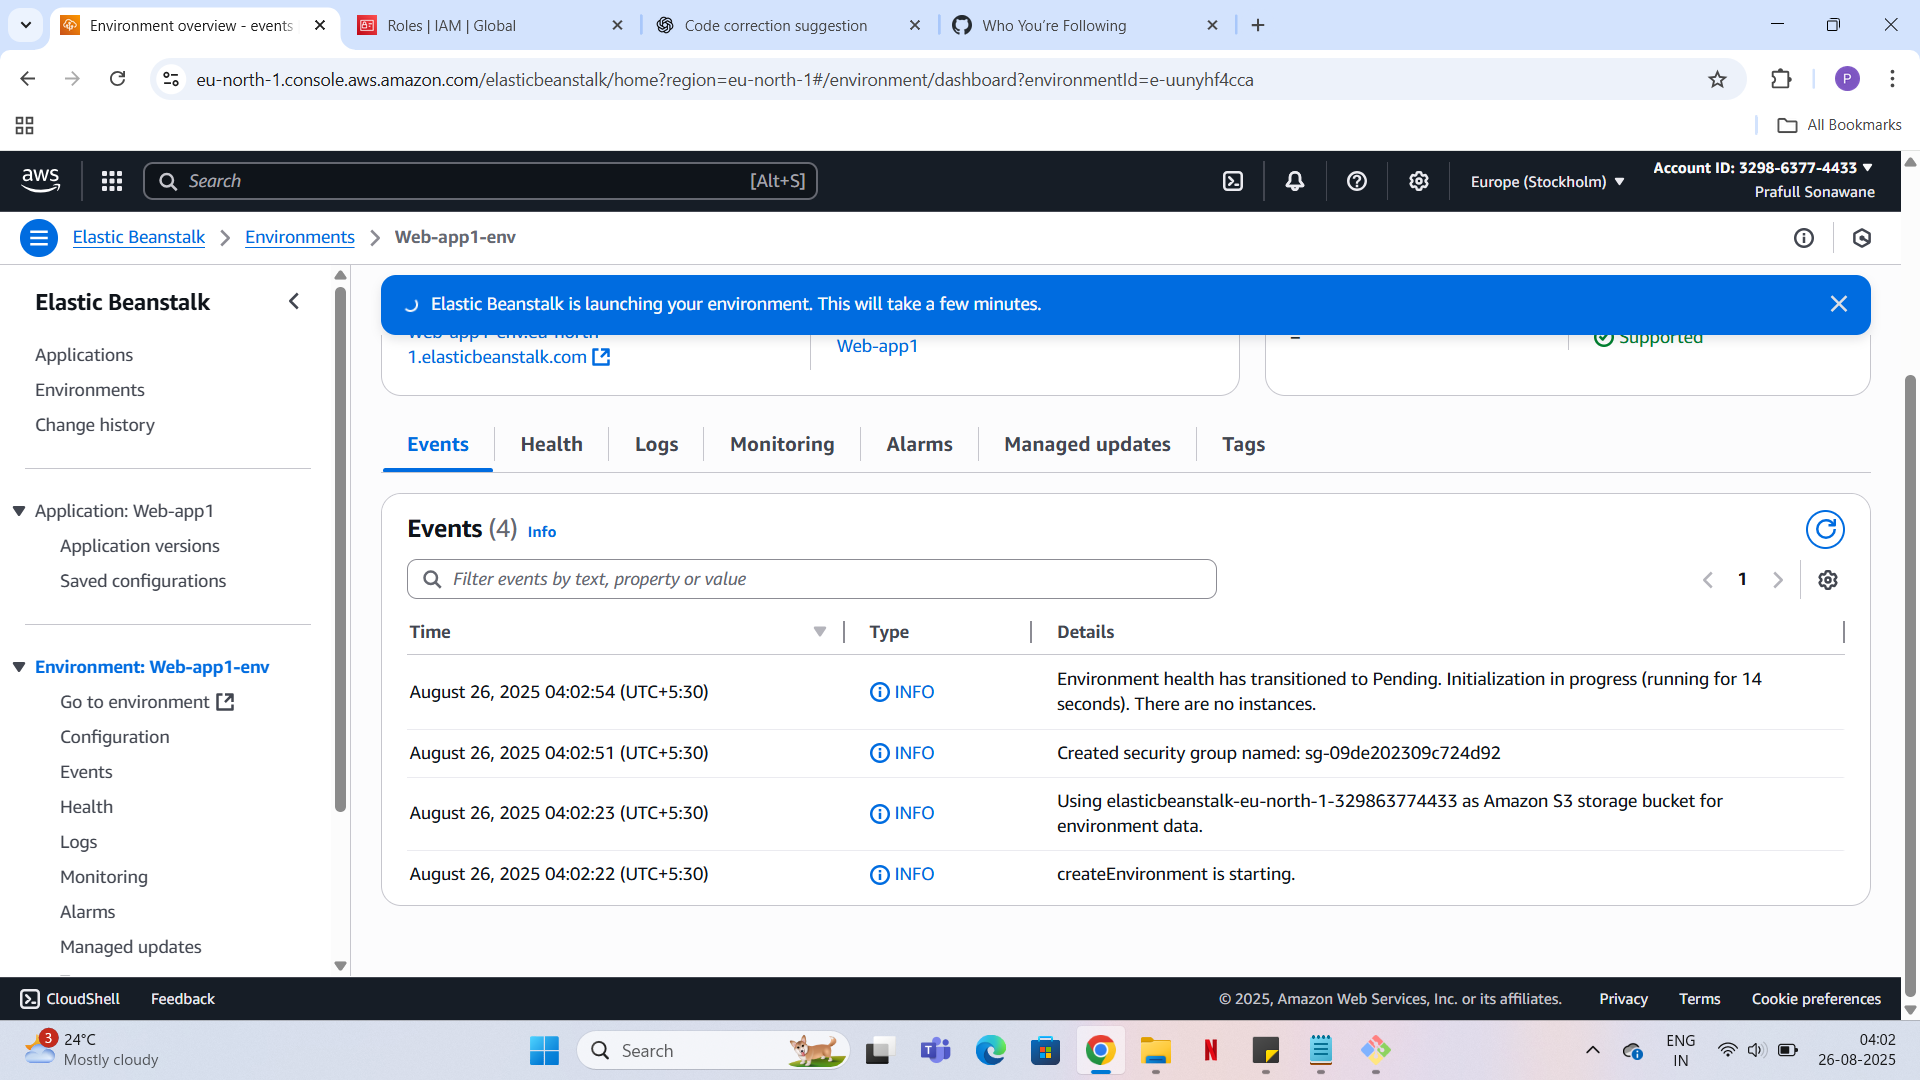 Environment overview - events
Roles | IAM | Global
Code correction suggestion
Who You're Following
eu-north-1.console.aws.amazon.com/elasticbeanstalk/home?region=eu-north-1#/environment/dashboard?environmentId=e-uunyhf4cca
P
All Bookmarks
aws
Search
[Alt+S]
Europe (Stockholm)
Account ID: 3298-6377-4433
Prafull Sonawane
Elastic Beanstalk
Environments
Web-app1-env
Elastic Beanstalk
Applications
Environments
Change history
Application: Web-app1
Application versions
Saved configurations
Environment: Web-app1-env
Go to environment
Configuration
Events
Health
Logs
Monitoring
Alarms
Managed updates
Elastic Beanstalk is launching your environment. This will take a few minutes.
Web-app1-env.eu-north-
1.elasticbeanstalk.com
Web-app1
–
Supported
Events
Health
Logs
Monitoring
Alarms
Managed updates
Tags
Events (4) Info
Filter events by text, property or value
1
Time
Type
Details
August 26, 2025 04:02:54 (UTC+5:30)
INFO
Environment health has transitioned to Pending. Initialization in progress (running for 14
seconds). There are no instances.
August 26, 2025 04:02:51 (UTC+5:30)
INFO
Created security group named: sg-09de202309c724d92
August 26, 2025 04:02:23 (UTC+5:30)
INFO
Using elasticbeanstalk-eu-north-1-329863774433 as Amazon S3 storage bucket for
environment data.
August 26, 2025 04:02:22 (UTC+5:30)
INFO
createEnvironment is starting.
CloudShell
Feedback
© 2025, Amazon Web Services, Inc. or its affiliates.
Privacy
Terms
Cookie preferences
3
24°C
Mostly cloudy
Search
N
ENG
IN
04:02
26-08-2025